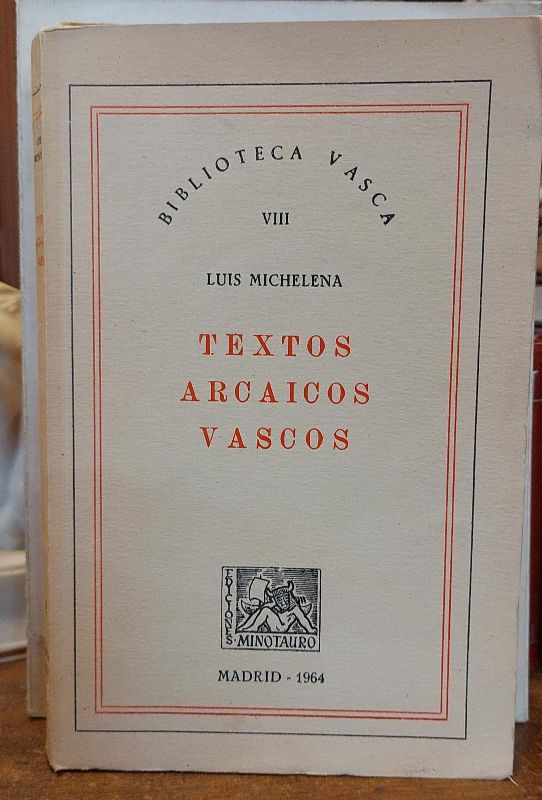 BIBLIOTECA VASCA
VIII
LUIS MICHELENA
TEXTOS
ARCAICOS
VASCOS
EDICIONES
MINOTAURO
MADRID - 1964